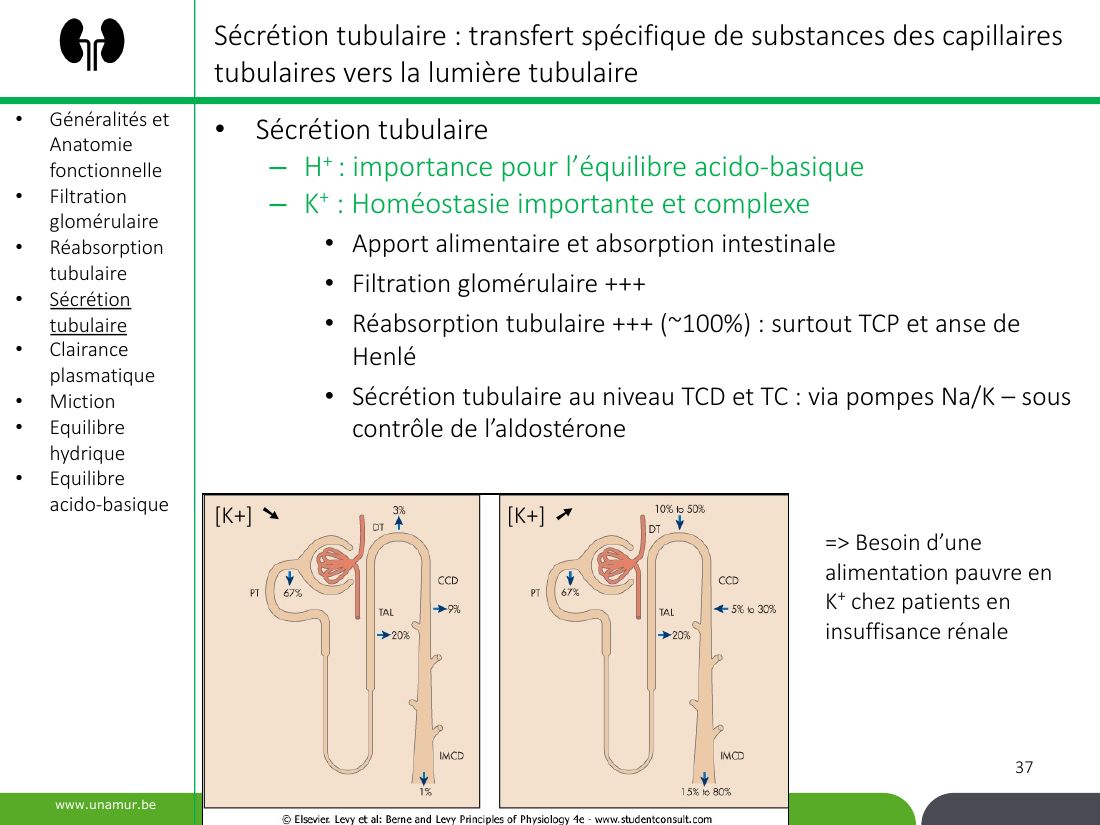 Sécrétion tubulaire : transfert spécifique de substances des capillaires
tubulaires vers la lumière tubulaire
• Généralités et
Anatomie
fonctionnelle
• Filtration
glomérulaire
• Réabsorption
tubulaire
• Sécrétion
tubulaire
• Clairance
plasmatique
• Miction
• Equilibre
hydrique
• Equilibre
acido-basique
• Sécrétion tubulaire
– H⁺ : importance pour l’équilibre acido-basique
– K⁺ : Homéostasie importante et complexe
• Apport alimentaire et absorption intestinale
• Filtration glomérulaire +++
• Réabsorption tubulaire +++ (~100%) : surtout TCP et anse de
Henlé
• Sécrétion tubulaire au niveau TCD et TC : via pompes Na/K – sous
contrôle de l’aldostérone
[K+]
3%
DT
PT
67%
CCD
TAL
9%
20%
IMCD
1%
[K+]
10% to 50%
DT
PT
67%
CCD
TAL
5% to 30%
20%
IMCD
15% to 80%
=> Besoin d’une
alimentation pauvre en
K⁺ chez patients en
insuffisance rénale
37
www.unamur.be
© Elsevier. Levy et al: Berne and Levy Principles of Physiology 4e - www.studentconsult.com